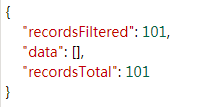 {
"recordsFiltered": 101,
"data": [],
"recordsTotal": 101
}